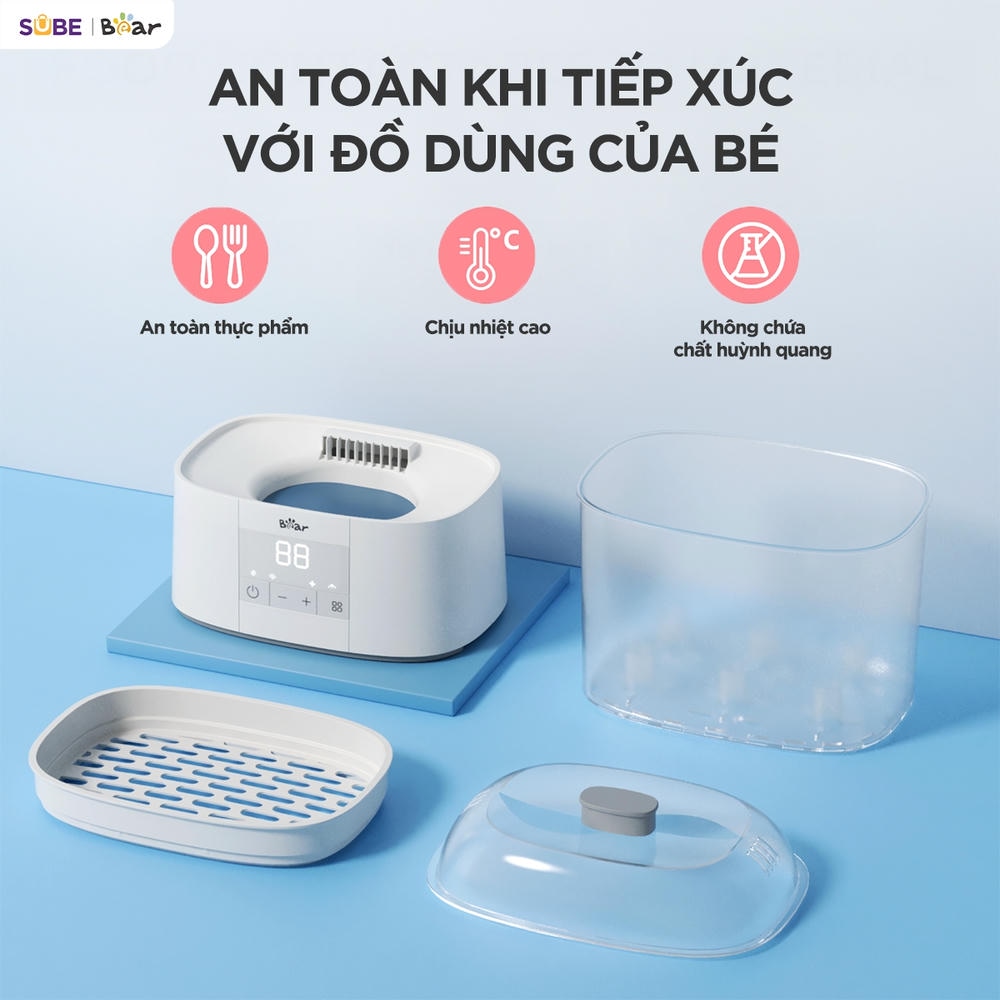 SUBE | Bear
AN TOÀN KHI TIẾP XÚC
VỚI ĐỒ DÙNG CỦA BÉ
°C
An toàn thực phẩm
Chịu nhiệt cao
Không chứa
chất huỳnh quang
Bear
88
− +